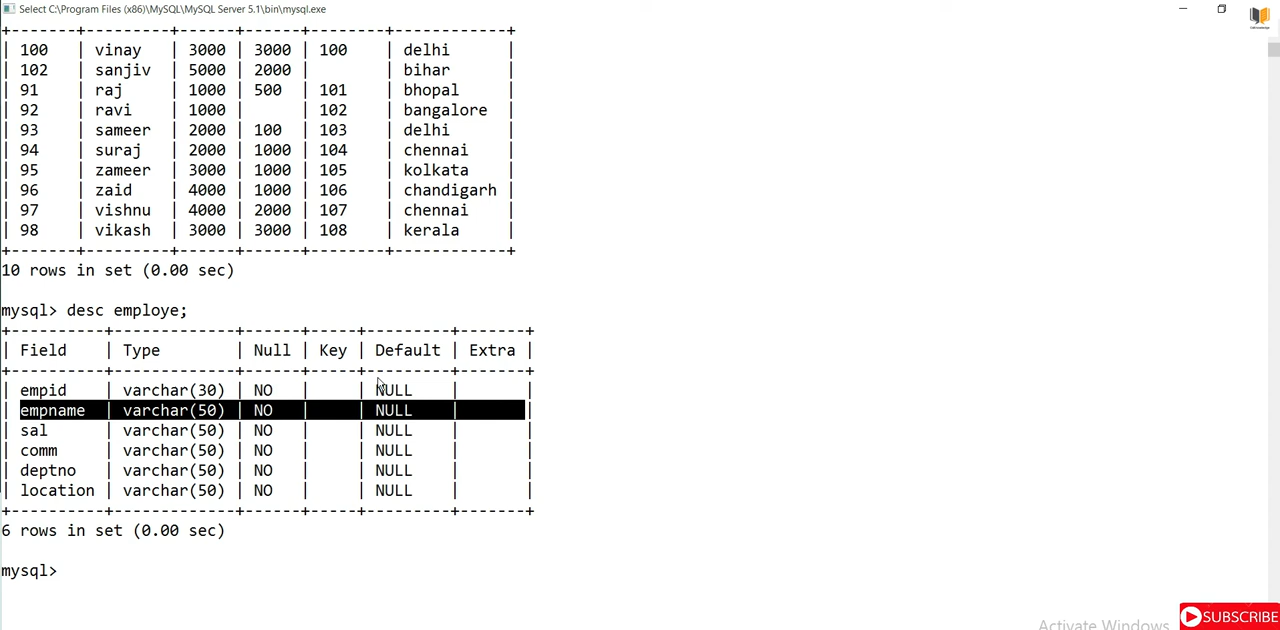 Select C:\Program Files (x86)\MySQL\MySQL Server 5.1\bin\mysql.exe
+-------+---------+------+------+--------+------------+
| 100   | vinay   | 3000 | 3000 | 100    | delhi      |
| 102   | sanjiv  | 5000 | 2000 |        | bihar      |
| 91    | raj     | 1000 | 500  | 101    | bhopal     |
| 92    | ravi    | 1000 |      | 102    | bangalore  |
| 93    | sameer  | 2000 | 100  | 103    | delhi      |
| 94    | suraj   | 2000 | 1000 | 104    | chennai    |
| 95    | zameer  | 3000 | 1000 | 105    | kolkata    |
| 96    | zaid    | 4000 | 1000 | 106    | chandigarh |
| 97    | vishnu  | 4000 | 2000 | 107    | chennai    |
| 98    | vikash  | 3000 | 3000 | 108    | kerala     |
+-------+---------+------+------+--------+------------+
10 rows in set (0.00 sec)
mysql> desc employe;
+----------+-------------+------+-----+---------+-------+
| Field    | Type        | Null | Key | Default | Extra |
+----------+-------------+------+-----+---------+-------+
| empid    | varchar(30) | NO   |     | NULL    |       |
| empname  | varchar(50) | NO   |     | NULL    |       |
| sal      | varchar(50) | NO   |     | NULL    |       |
| comm     | varchar(50) | NO   |     | NULL    |       |
| deptno   | varchar(50) | NO   |     | NULL    |       |
| location | varchar(50) | NO   |     | NULL    |       |
+----------+-------------+------+-----+---------+-------+
6 rows in set (0.00 sec)
mysql>
Activate Windows
SUBSCRIBE